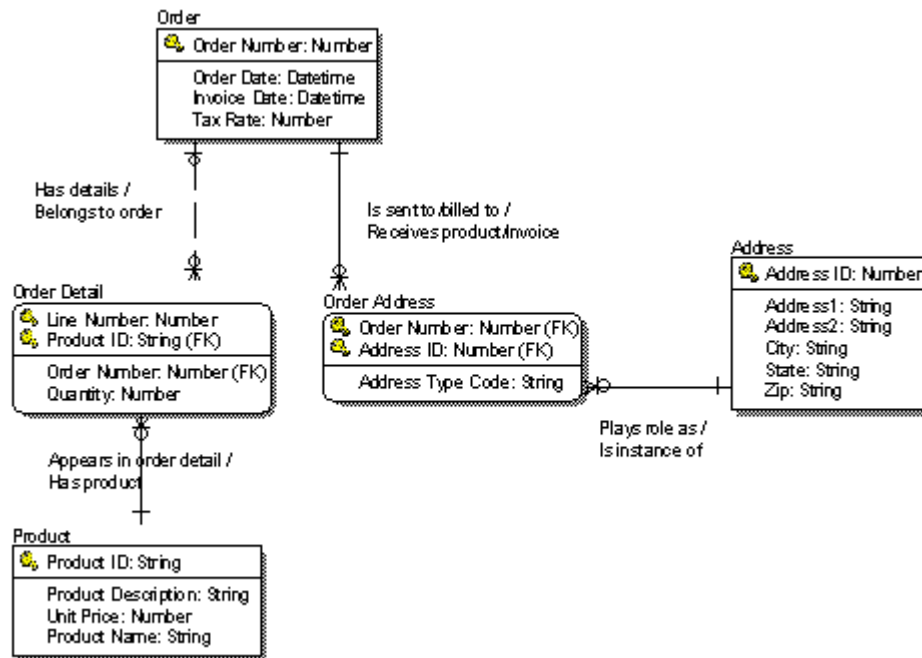 Order
Order Number: Number
Order Date: Datetime
Invoice Date: Datetime
Tax Rate: Number
Has details /
Belongs to order
Is sent to/billed to /
Receives product/invoice
Order Detail
Line Number: Number
Product ID: String (FK)
Order Number: Number (FK)
Quantity: Number
Order Address
Order Number: Number (FK)
Address ID: Number (FK)
Address Type Code: String
Address
Address ID: Number
Address1: String
Address2: String
City: String
State: String
Zip: String
Plays role as /
Is instance of
Appears in order detail /
Has product
Product
Product ID: String
Product Description: String
Unit Price: Number
Product Name: String